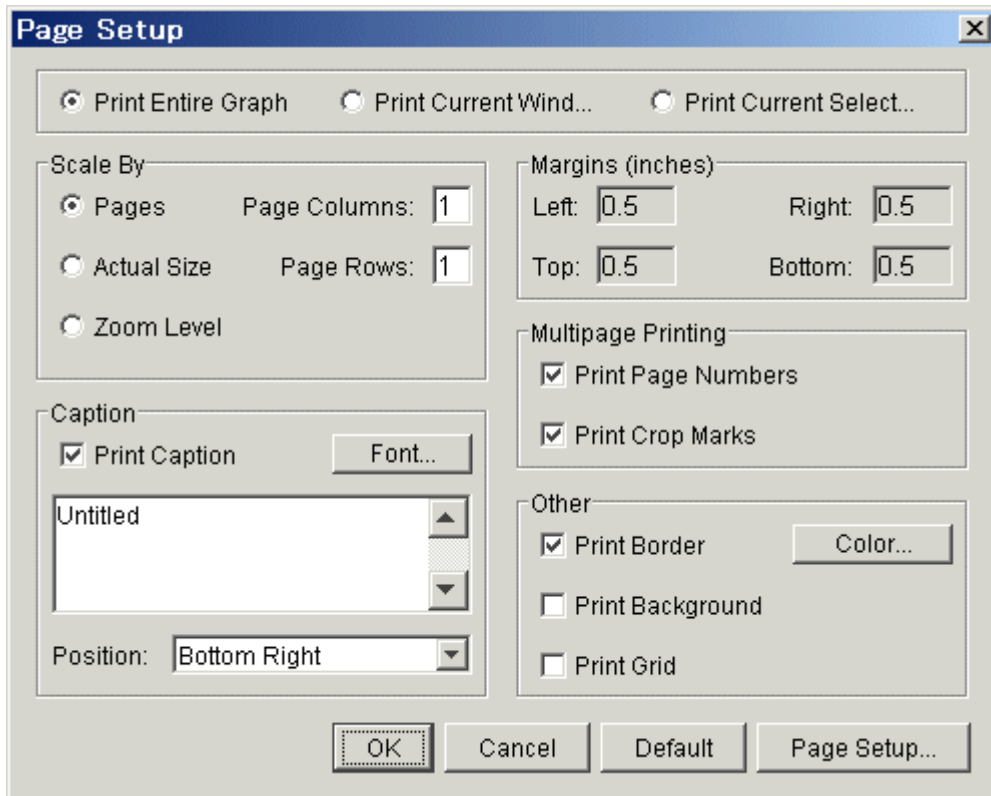 Page Setup
Print Entire Graph Print Current Wind... Print Current Select...
Scale By
Pages Page Columns: 1
Actual Size Page Rows: 1
Zoom Level
Margins (inches)
Left: 0.5 Right: 0.5
Top: 0.5 Bottom: 0.5
Multipage Printing
Print Page Numbers
Print Crop Marks
Caption
Print Caption Font...
Untitled
Position: Bottom Right
Other
Print Border Color...
Print Background
Print Grid
OK Cancel Default Page Setup...